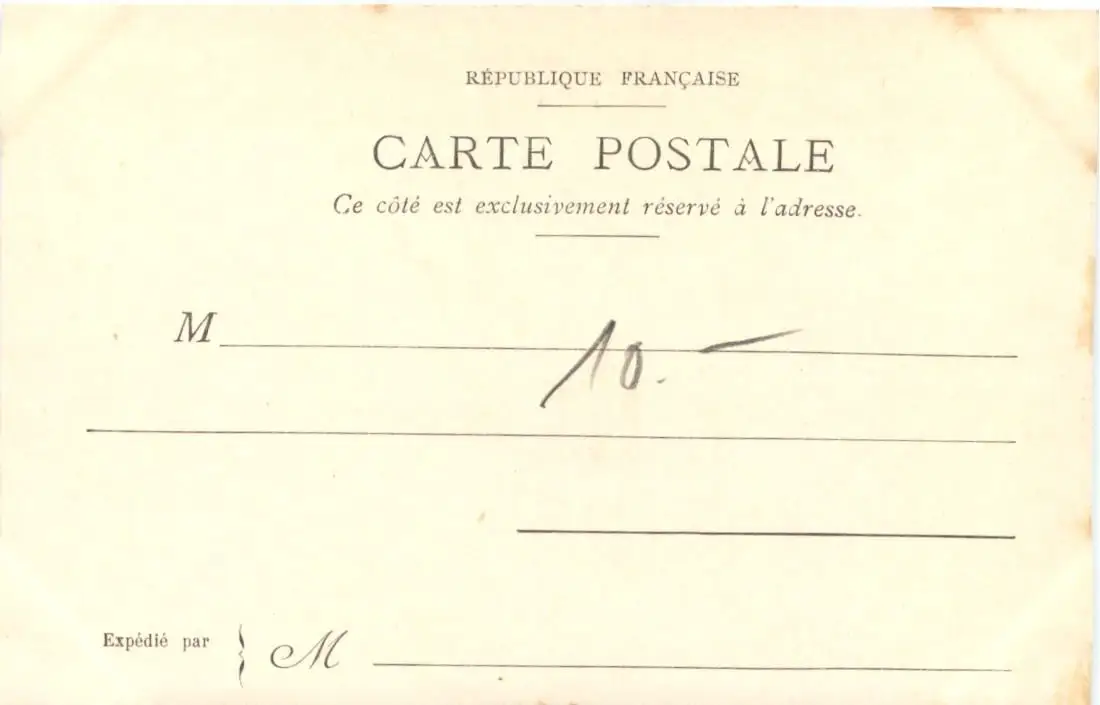 RÉPUBLIQUE FRANÇAISE
CARTE POSTALE
Ce côté est exclusivement réservé à l'adresse.
M
10.-
Expédié par } M